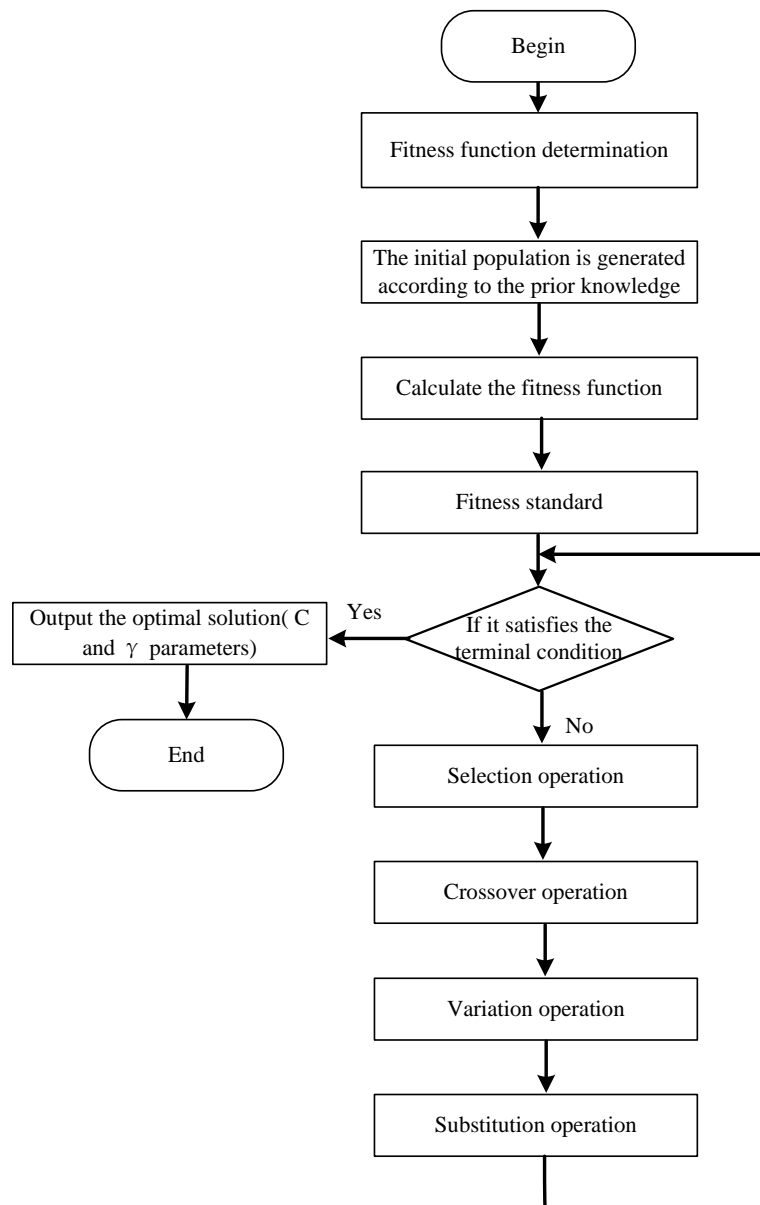 Begin
Fitness function determination
The initial population is generated
according to the prior knowledge
Calculate the fitness function
Fitness standard
If it satisfies the
terminal condition
Yes
Output the optimal solution( C
and γ parameters)
End
No
Selection operation
Crossover operation
Variation operation
Substitution operation